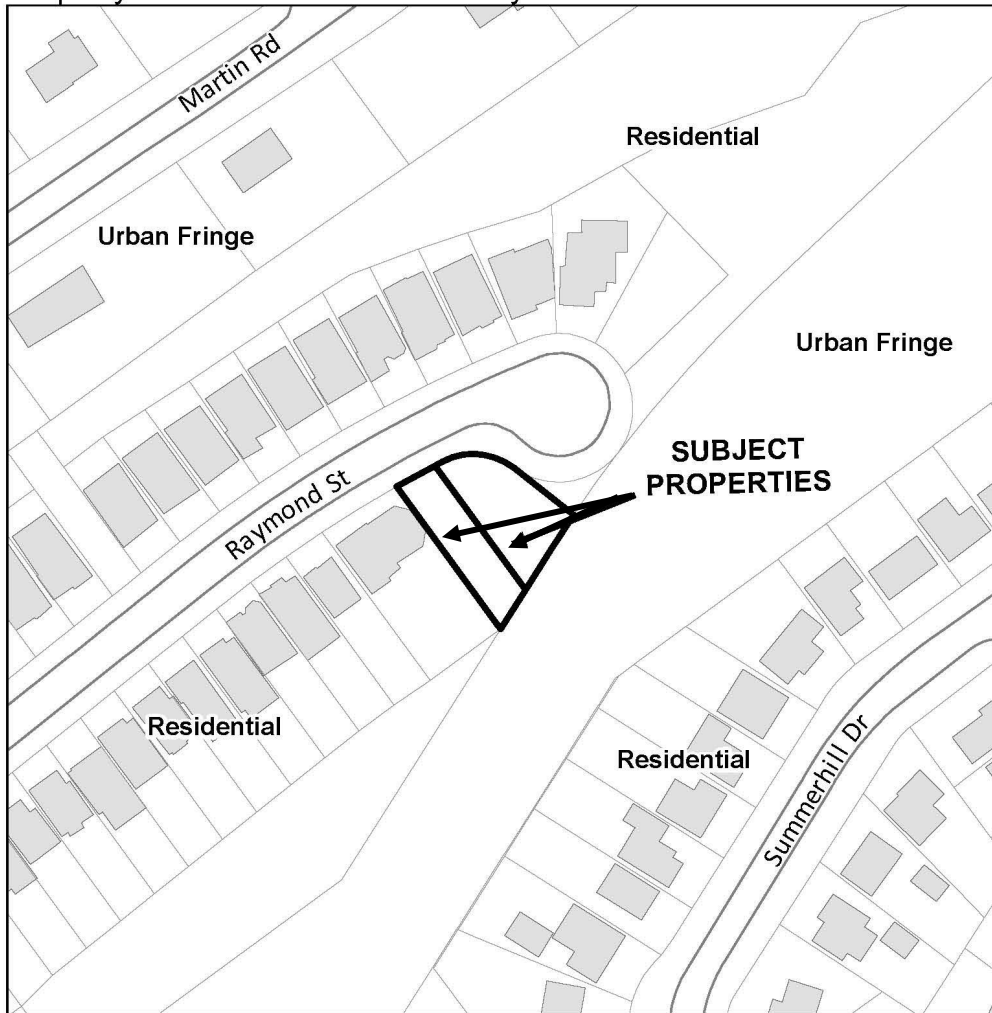 Martin Rd
Residential
Urban Fringe
Urban Fringe
SUBJECT
PROPERTIES
Raymond St
Residential
Residential
Summerhill Dr